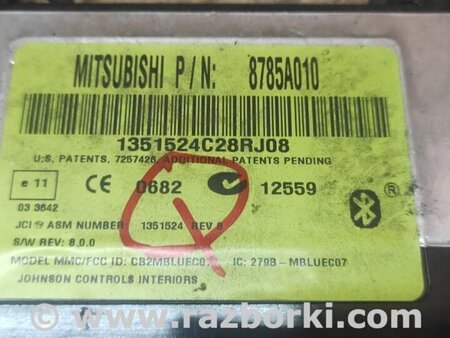 MITSUBISHI P/N: 8785A010
1351524C28RJ08
U.S. PATENTS, 7257426, ADDITIONAL PATENTS PENDING
e 11 CE 0682 12559 ®
03 3642
JCI ASM NUMBER: 1351524 REV 8
S/W REV: 8.0.0
MODEL MMC/FCC ID: IC: 279B-MBLUEC07
JOHNSON CONTROLS INTERIORS
www.razborki.com